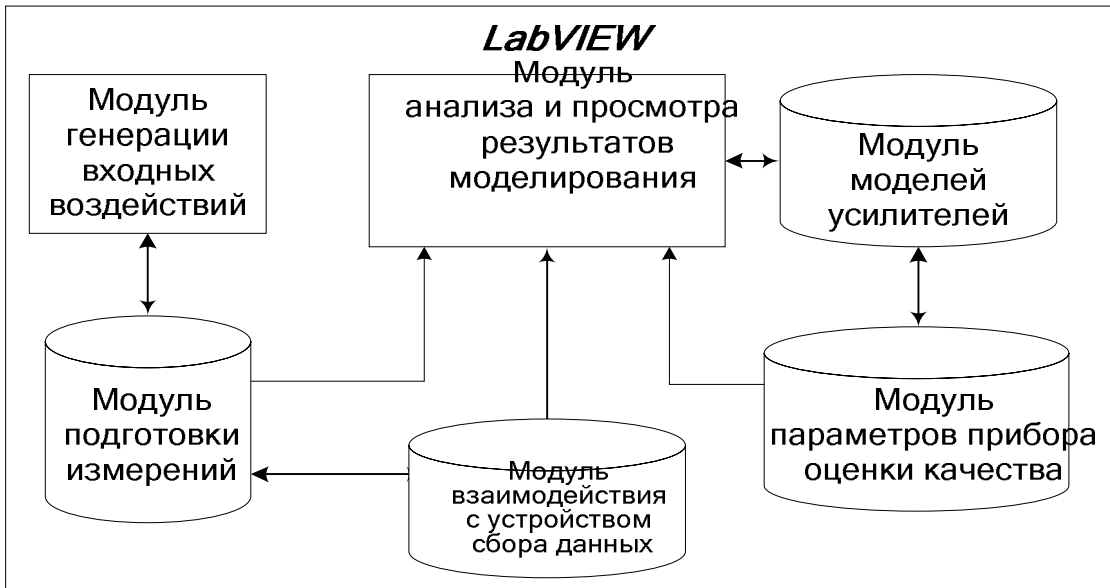 LabVIEW
Модуль
генерации
входных
воздействий
Модуль
анализа и просмотра
результатов
моделирования
Модуль
моделей
усилителей
Модуль
подготовки
измерений
Модуль
взаимодействия
с устройством
сбора данных
Модуль
параметров прибора
оценки качества